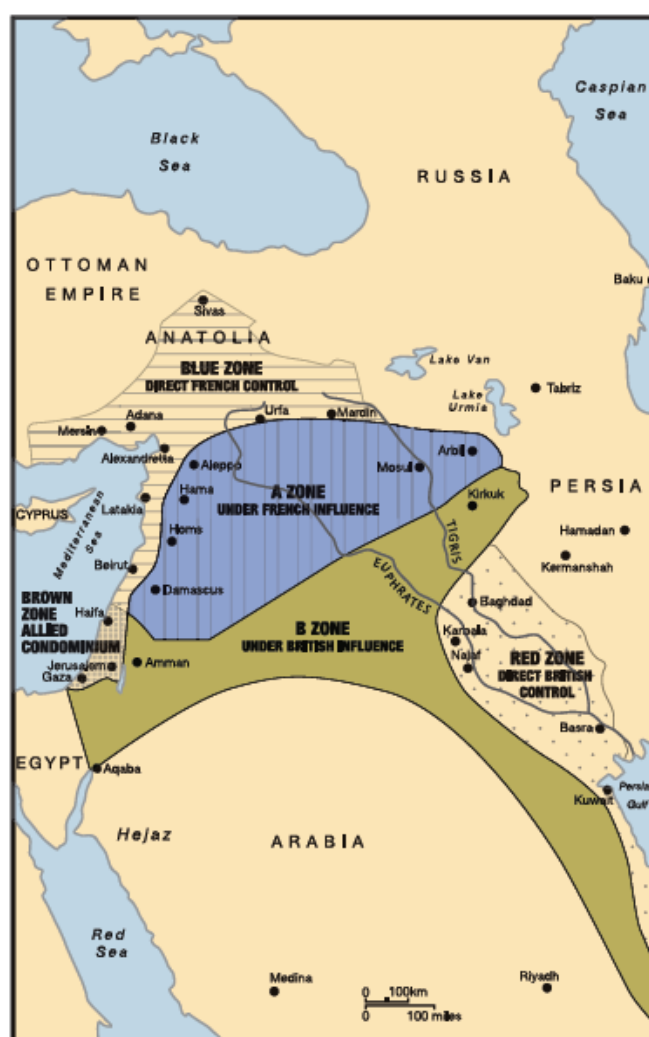 Caspian
Sea
Black
Sea
RUSSIA
OTTOMAN
EMPIRE
Baku
Sivas
ANATOLIA
BLUE ZONE
DIRECT FRENCH CONTROL
Lake Van
Lake
Urmia
Tabriz
Mersin
Adana
Urfa
Mardin
Alexandretta
Aleppo
Mosul
Arbil
A ZONE
UNDER FRENCH INFLUENCE
Hama
Latakia
Kirkuk
PERSIA
CYPRUS
Mediterranean
Sea
Homs
TIGRIS
Hamadan
Kermanshah
Beirut
EUPHRATES
Damascus
Baghdad
BROWN
ZONE
ALLIED
CONDOMINIUM
Haifa
B ZONE
UNDER BRITISH INFLUENCE
Karbala
Najaf
RED ZONE
DIRECT BRITISH
CONTROL
Jerusalem
Gaza
Amman
Basra
EGYPT
Aqaba
Kuwait
Persian
Gulf
Hejaz
ARABIA
Red
Sea
Medina
Riyadh
0 100km
0 100 miles